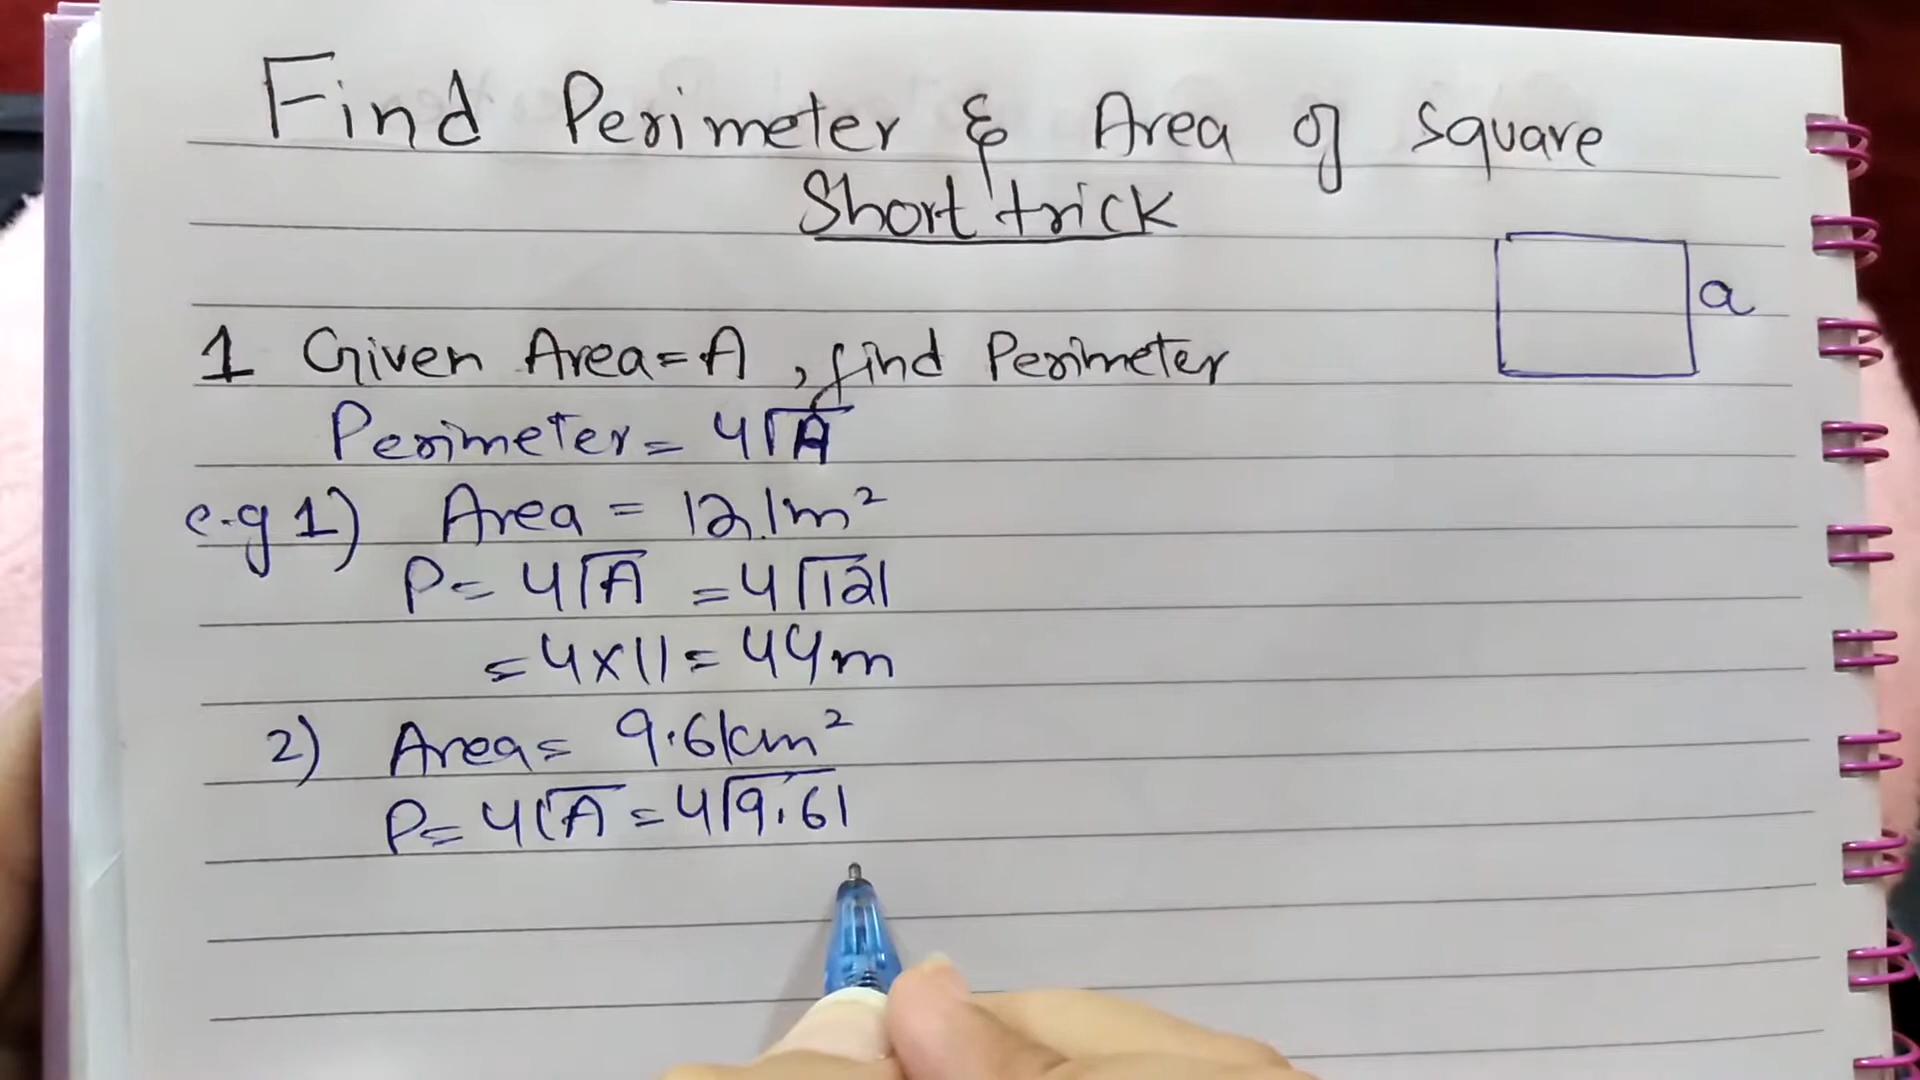 Find Perimeter & Area of square
Short trick
a
1 Given Area=A , find Perimeter
Perimeter = 4√A
e.g 1) Area = 121m²
P= 4√A = 4√121
= 4×11 = 44m
2) Area= 9.61cm²
P= 4√A = 4√9.61